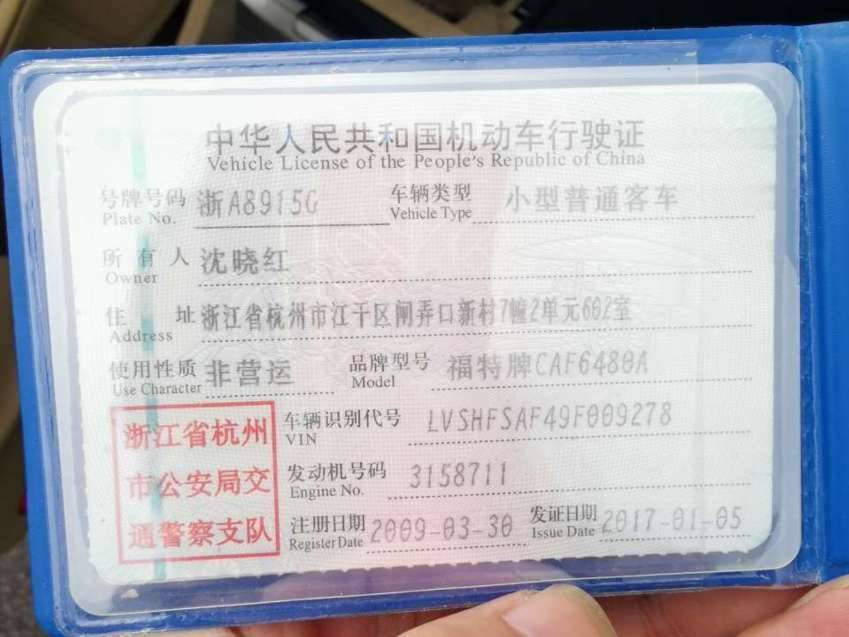 中华人民共和国机动车行驶证
Vehicle License of the People's Republic of China
号牌号码 浙A8915G 车辆类型 小型普通客车
Plate No. Vehicle Type
所有人 沈晓红
Owner
住址 浙江省杭州市江干区闸弄口新村7幢2单元602室
Address
使用性质 非营运 品牌型号 福特牌CAF6480A
Use Character Model
浙江省杭州 车辆识别代号 LVSHFSAF49F009278
VIN
市公安局交 发动机号码 3158711
Engine No.
通警察支队 注册日期 2009-03-30 发证日期 2017-01-05
Register Date Issue Date